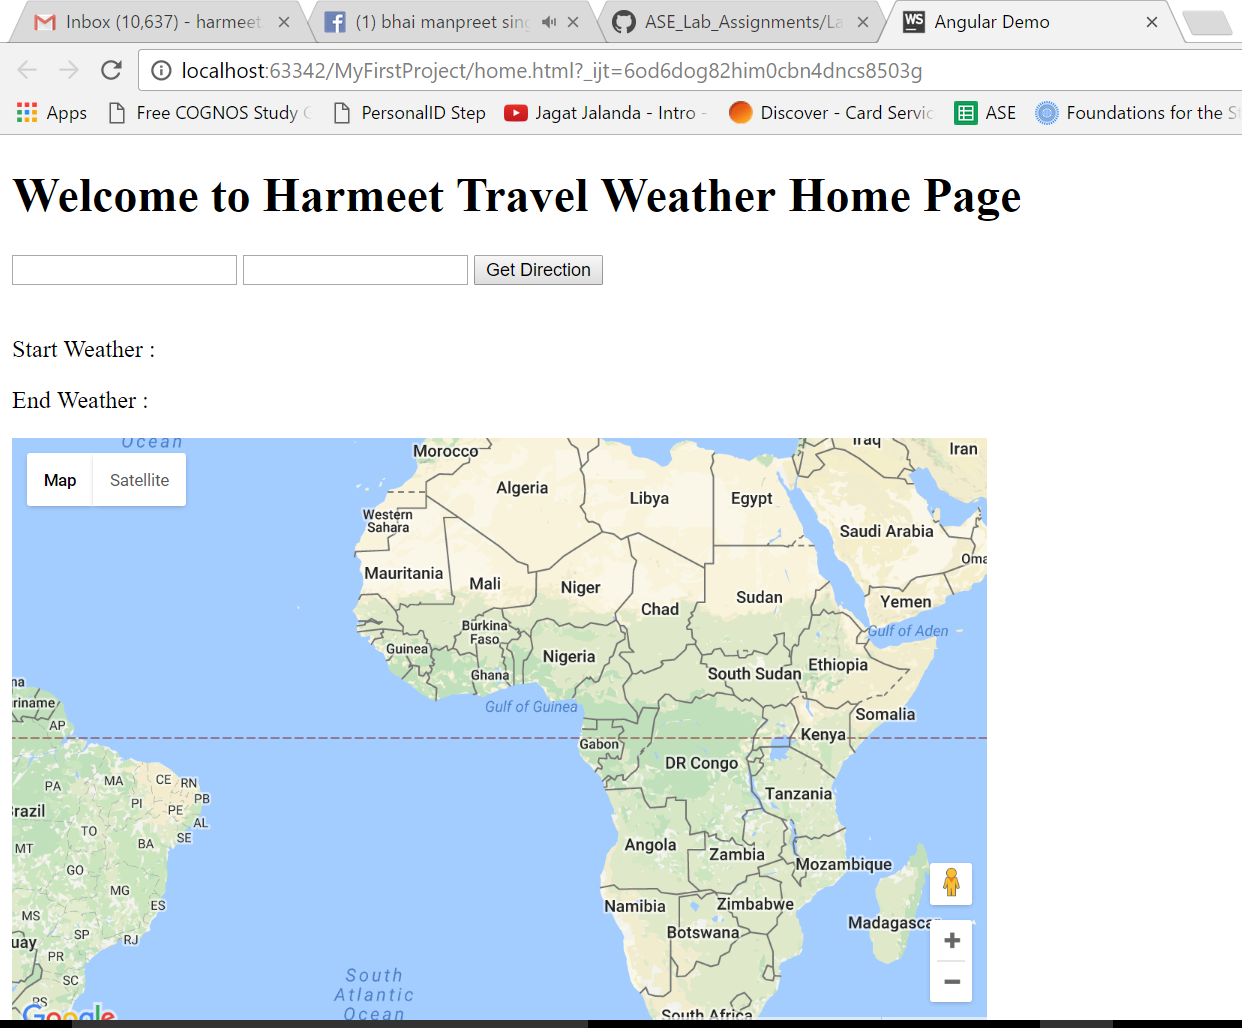 Inbox (10,637) - harmeet
(1) bhai manpreet sin
ASE_Lab_Assignments/La
WS
Angular Demo
localhost:63342/MyFirstProject/home.html?_ijt=6od6dog82him0cbn4dncs8503g
Apps
Free COGNOS Study
PersonalID Step
Jagat Jalanda - Intro -
Discover - Card Servic
ASE
Foundations for the St
Welcome to Harmeet Travel Weather Home Page
Get Direction
Start Weather :
End Weather :
Ocean
Map
Satellite
Morocco
Iraq
Iran
Algeria
Libya
Egypt
Western
Sahara
Saudi Arabia
Oma
Mauritania
Mali
Niger
Chad
Sudan
Yemen
Gulf of Aden
Burkina
Faso
Guinea
Nigeria
Ghana
South Sudan
Ethiopia
Gulf of Guinea
na
riname
AP
Somalia
Gabon
Kenya
DR Congo
PA
MA
CE
RN
Tanzania
PB
PI
PE
razil
AL
TO
SE
MT
BA
Angola
Zambia
Mozambique
GO
MG
ES
Namibia
Zimbabwe
MS
Madagasca
SP
RJ
Botswana
uay
PR
SC
South
Atlantic
Ocean
RS
Google
South Africa